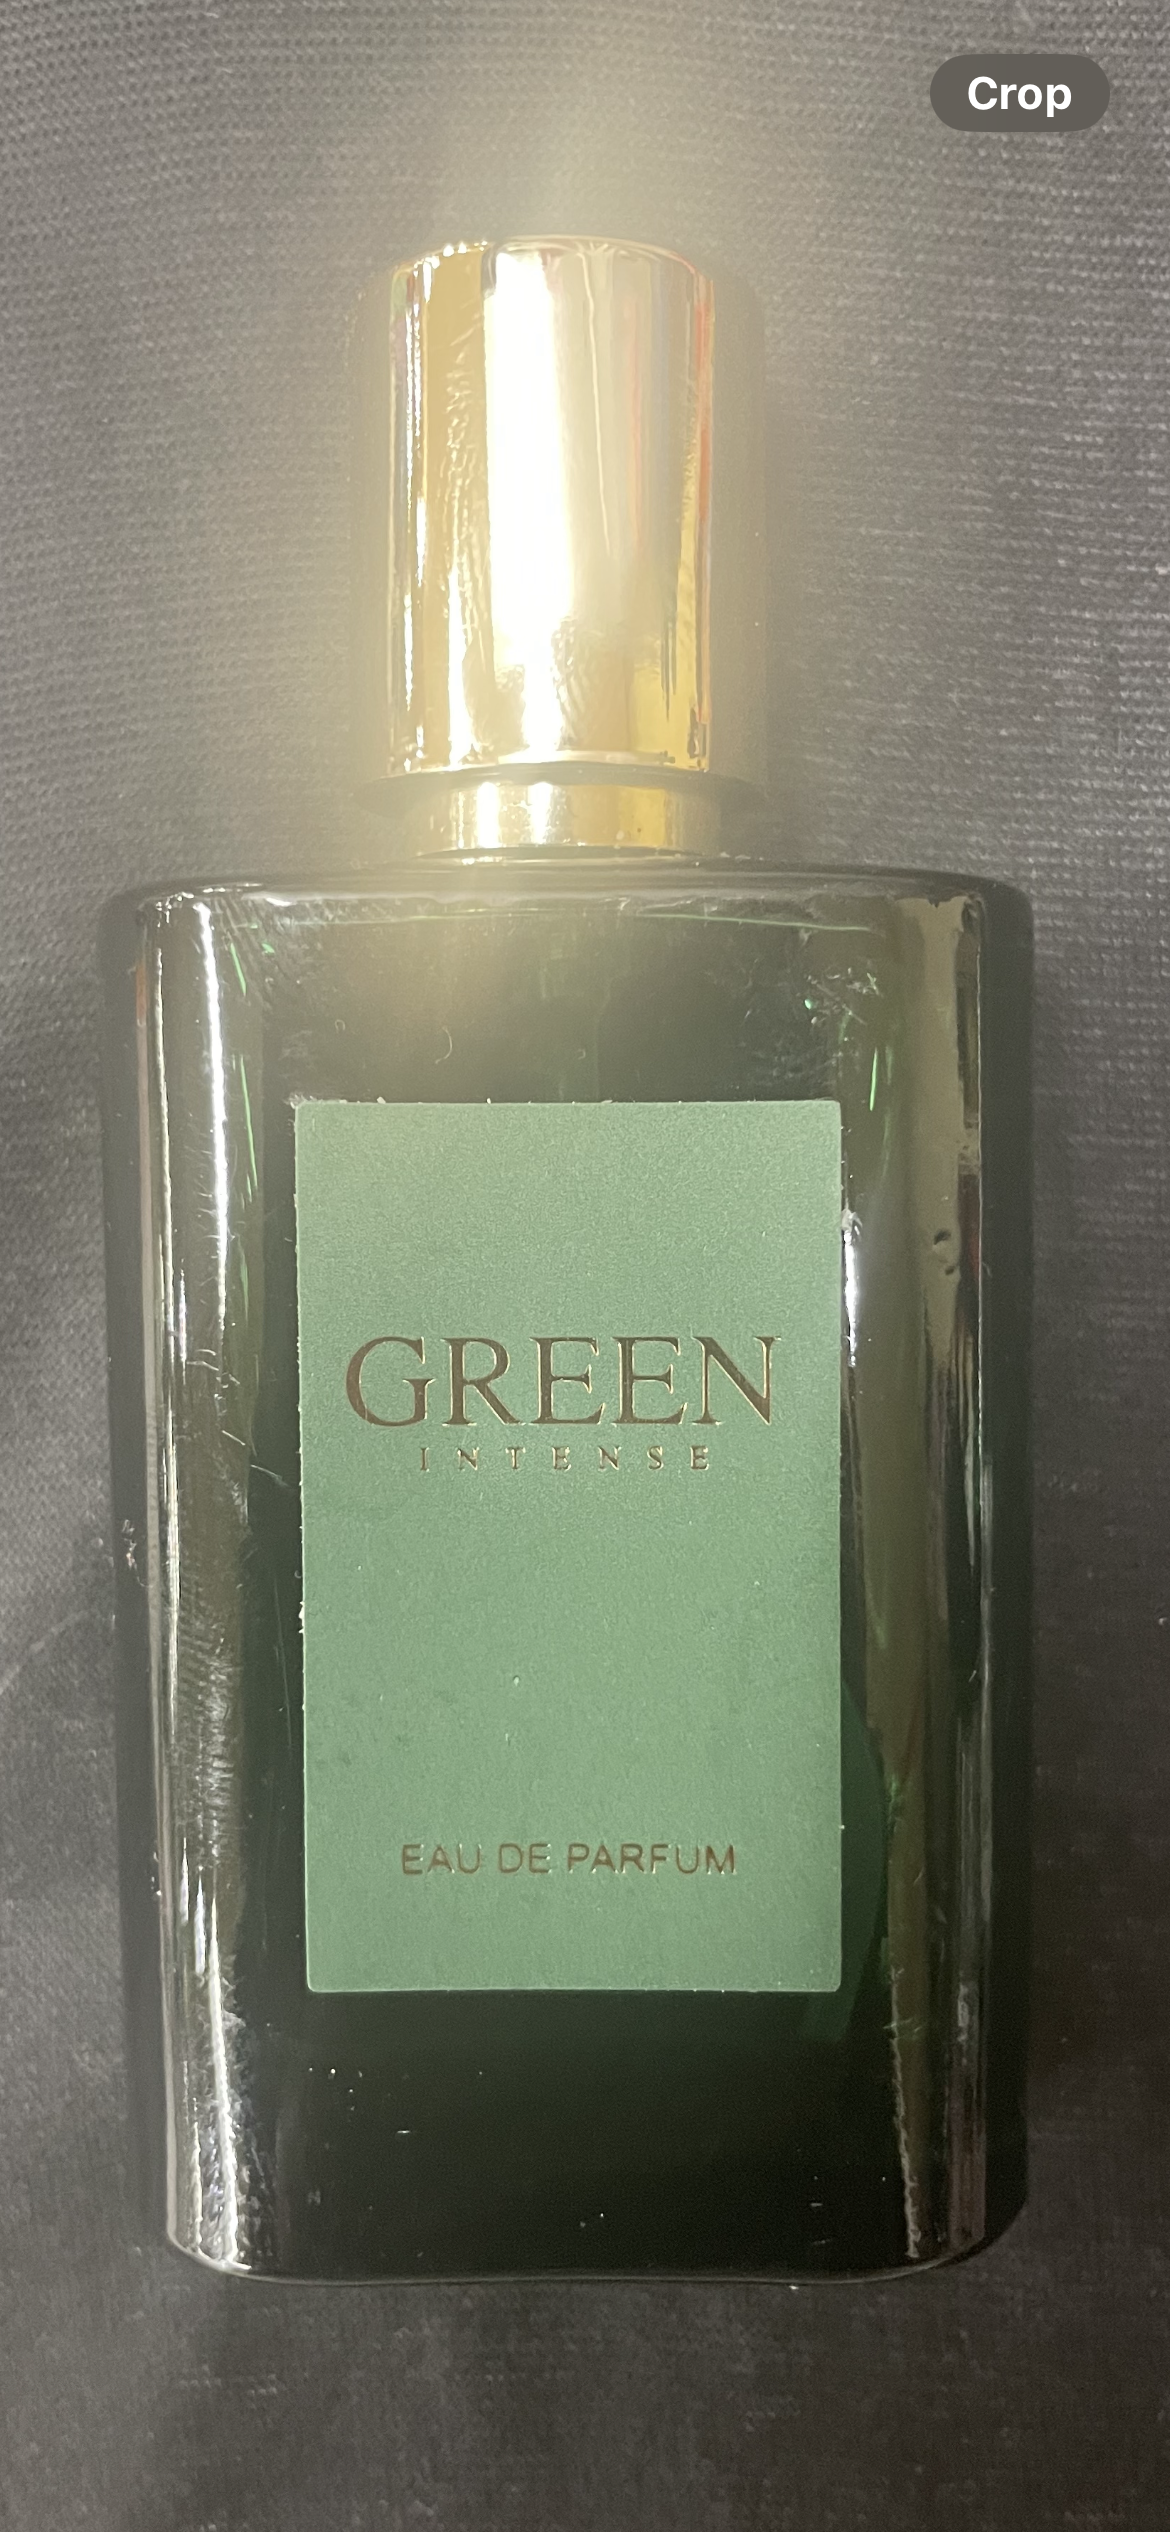 Crop
GREEN
INTENSE
EAU DE PARFUM